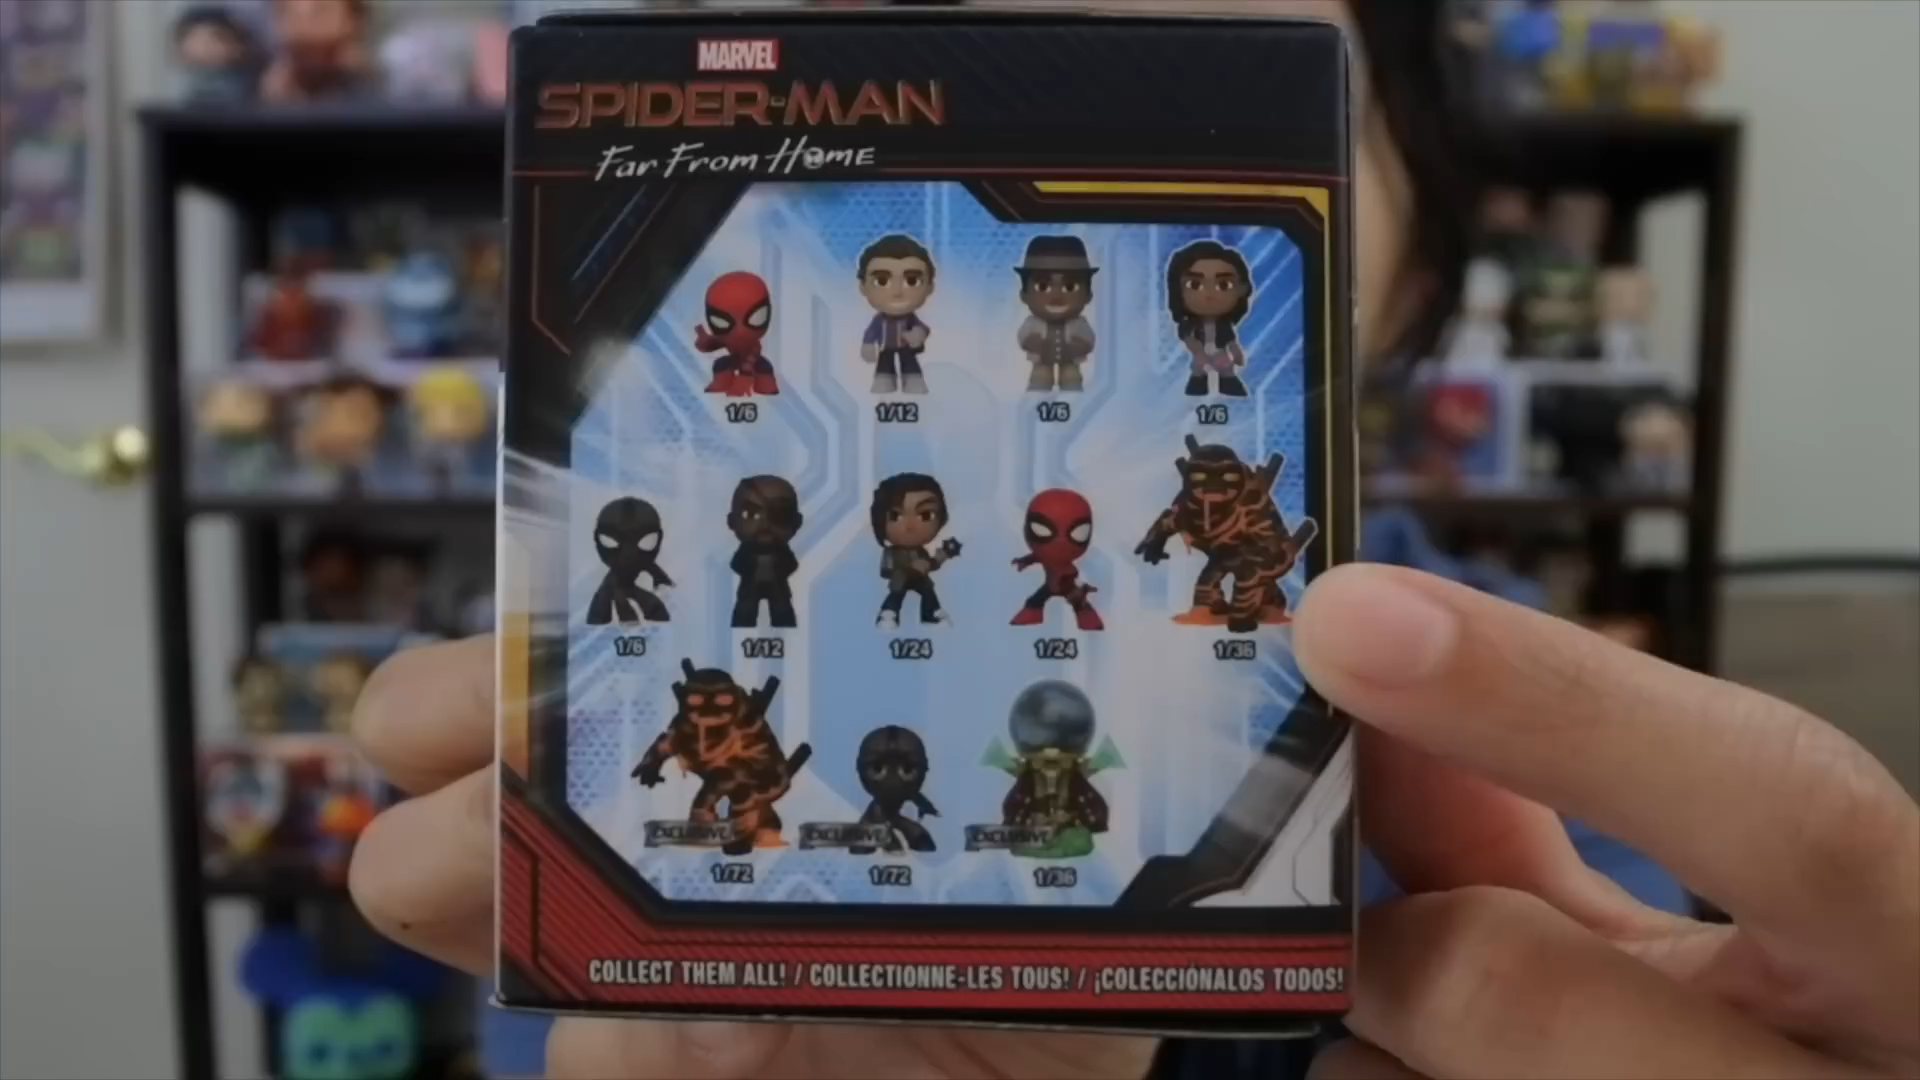 MARVEL
SPIDER-MAN
Far From Home
1/6 1/12 1/6 1/6
1/6 1/12 1/24 1/24 1/36
EXCLUSIVE EXCLUSIVE EXCLUSIVE
1/72 1/72 1/36
COLLECT THEM ALL! / COLLECTIONNE-LES TOUS! / ¡COLECCIÓNALOS TODOS!